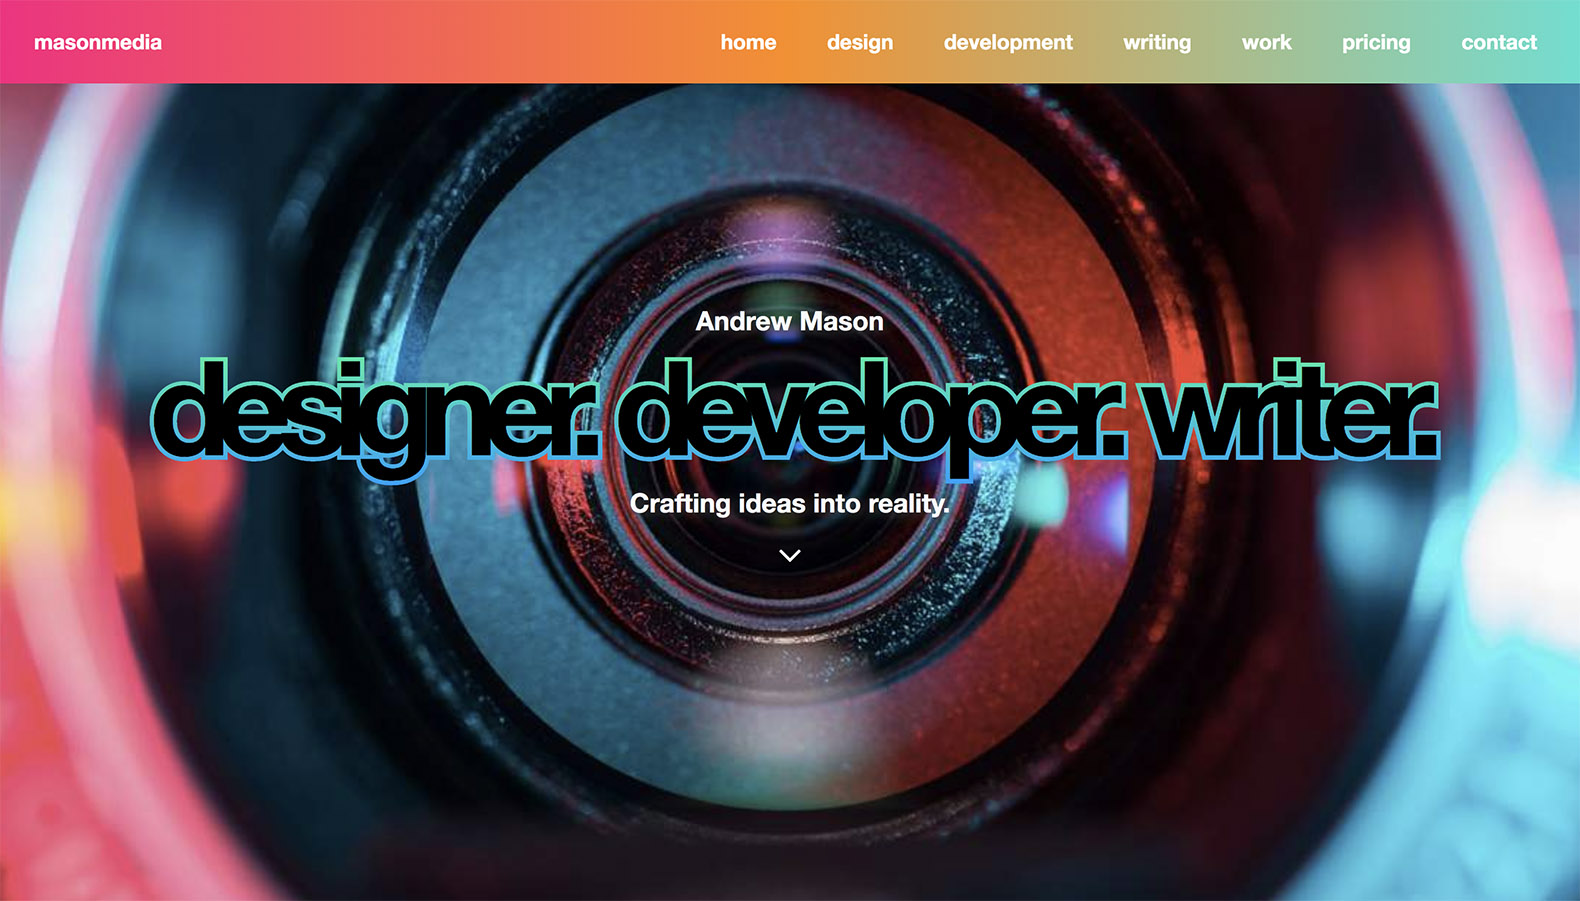 masonmedia home design development writing work pricing contact
Andrew Mason
designer. developer. writer.
Crafting ideas into reality.